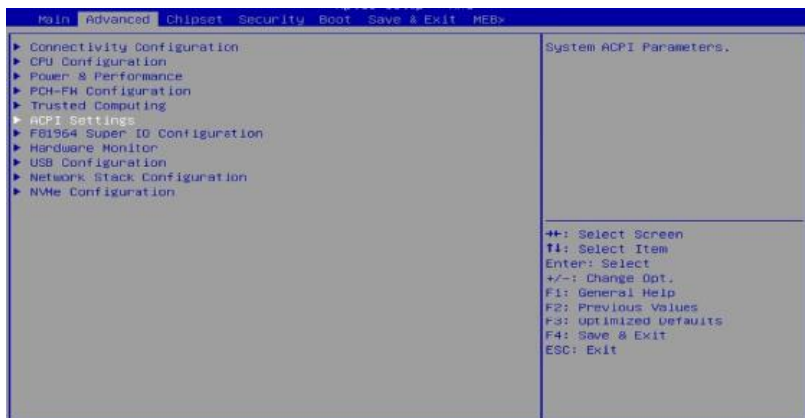 Main Advanced Chipset Security Boot Save & Exit MEBx
Connectivity Configuration
CPU Configuration
Power & Performance
PCH-FW Configuration
Trusted Computing
ACPI Settings
F81964 Super IO Configuration
Hardware Monitor
USB Configuration
Network Stack Configuration
NVMe Configuration
System ACPI Parameters.
→←: Select Screen
↑↓: Select Item
Enter: Select
+/-: Change Opt.
F1: General Help
F2: Previous Values
F3: Optimized Defaults
F4: Save & Exit
ESC: Exit